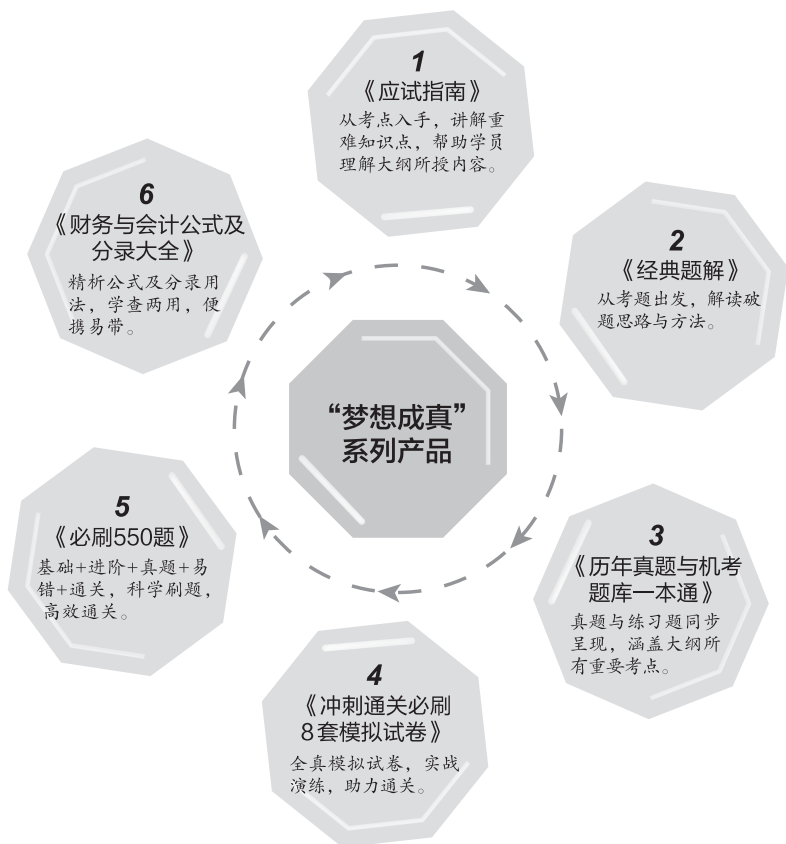 1
《应试指南》
从考点入手，讲解重
难知识点，帮助学员
理解大纲所授内容。
2
《经典题解》
从考题出发，解读破
题思路与方法。
3
《历年真题与机考
题库一本通》
真题与练习题同步
呈现，涵盖大纲所
有重要考点。
4
《冲刺通关必刷
8套模拟试卷》
全真模拟试卷，实战
演练，助力通关。
5
《必刷550题》
基础+进阶+真题+易
错+通关，科学刷题，
高效通关。
6
《财务与会计公式及
分录大全》
精析公式及分录用
法，学查两用，便
携易带。
“梦想成真”
系列产品